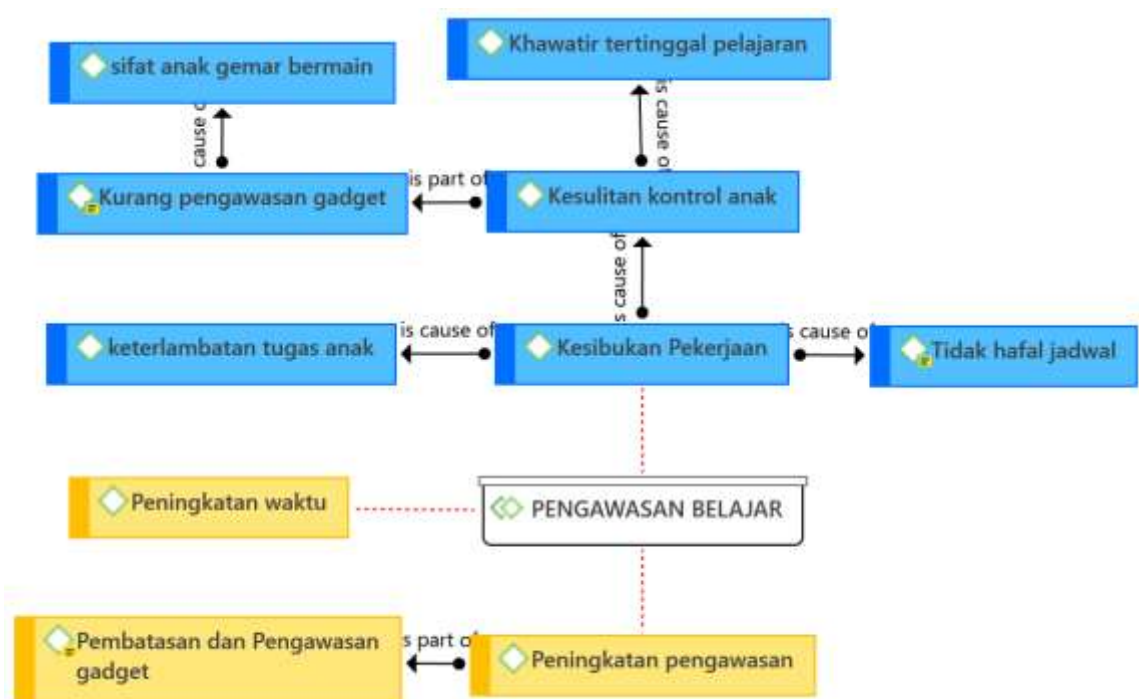 Khawatir tertinggal pelajaran
sifat anak gemar bermain
cause of
is cause of
Kurang pengawasan gadget
is part of
Kesulitan kontrol anak
is cause of
keterlambatan tugas anak
is cause of
Kesibukan Pekerjaan
is cause of
Tidak hafal jadwal
Peningkatan waktu
PENGAWASAN BELAJAR
Pembatasan dan Pengawasan
gadget
is part of
Peningkatan pengawasan